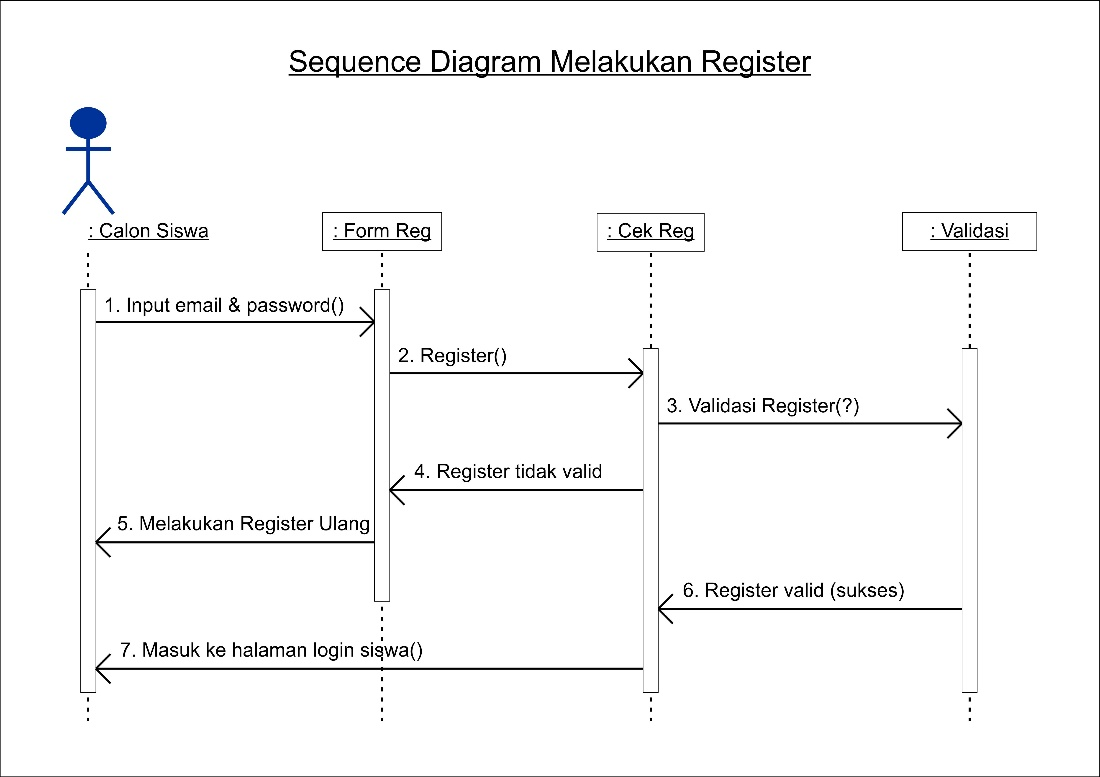 Sequence Diagram Melakukan Register
: Calon Siswa
: Form Reg
: Cek Reg
: Validasi
1. Input email & password()
2. Register()
3. Validasi Register(?)
4. Register tidak valid
5. Melakukan Register Ulang
6. Register valid (sukses)
7. Masuk ke halaman login siswa()